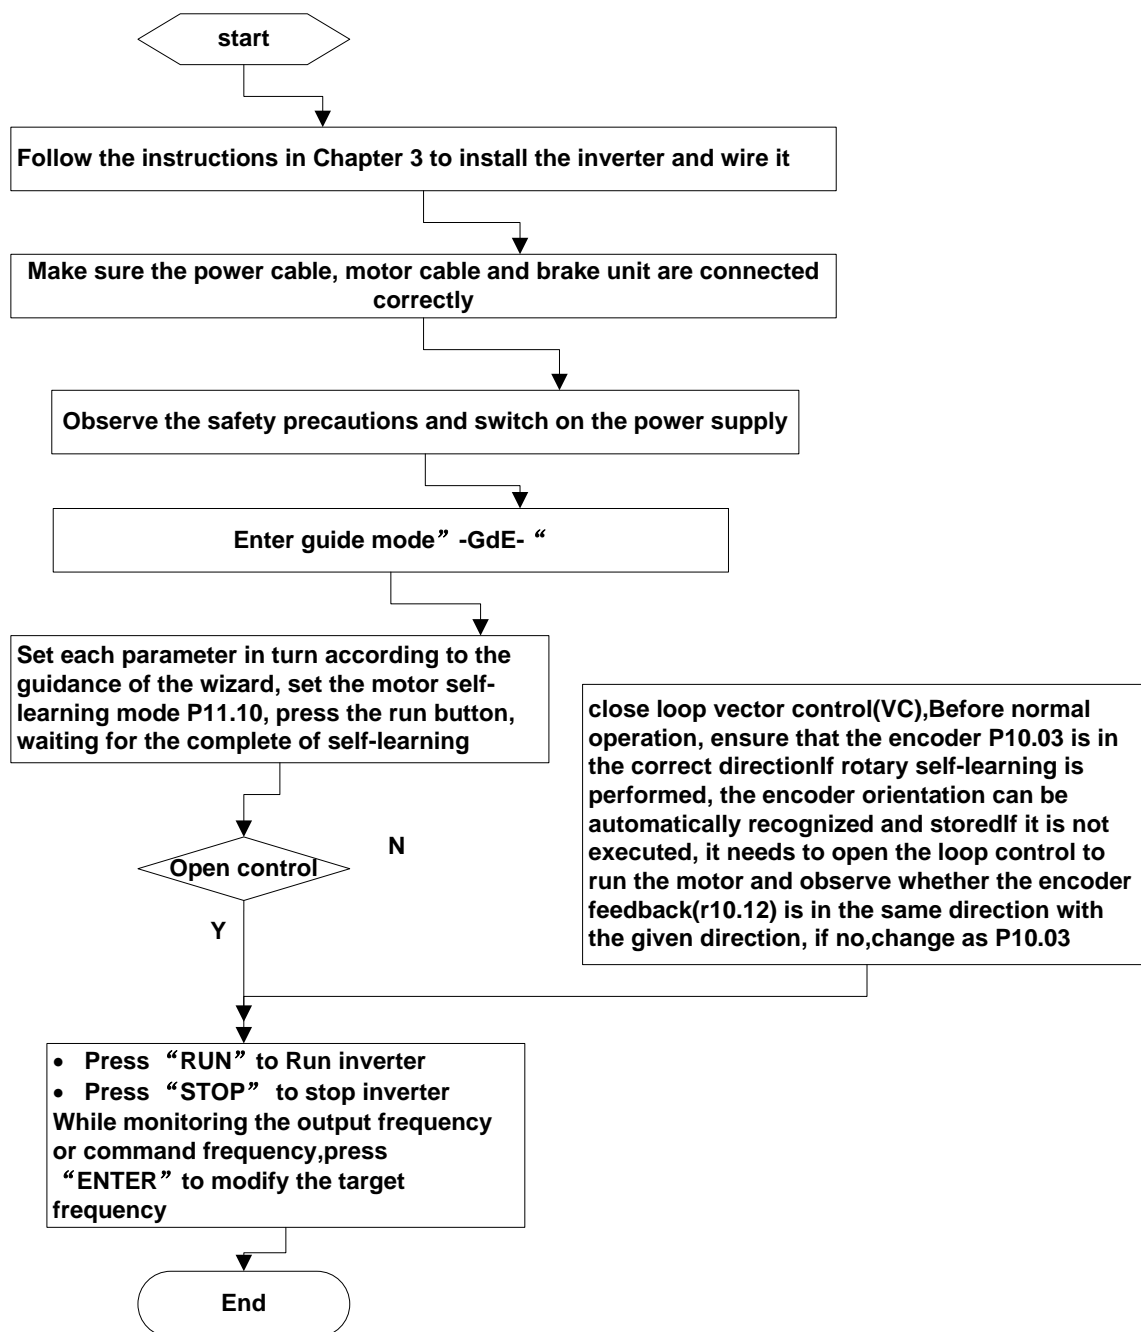 start
Follow the instructions in Chapter 3 to install the inverter and wire it
Make sure the power cable, motor cable and brake unit are connected
correctly
Observe the safety precautions and switch on the power supply
Enter guide mode” -GdE- “
Set each parameter in turn according to the
guidance of the wizard, set the motor self-
learning mode P11.10, press the run button,
waiting for the complete of self-learning
Open control
N
Y
close loop vector control(VC),Before normal
operation, ensure that the encoder P10.03 is in
the correct directionIf rotary self-learning is
performed, the encoder orientation can be
automatically recognized and storedIf it is not
executed, it needs to open the loop control to
run the motor and observe whether the encoder
feedback(r10.12) is in the same direction with
the given direction, if no,change as P10.03
• Press “RUN” to Run inverter
• Press “STOP” to stop inverter
While monitoring the output frequency
or command frequency,press
“ENTER” to modify the target
frequency
End